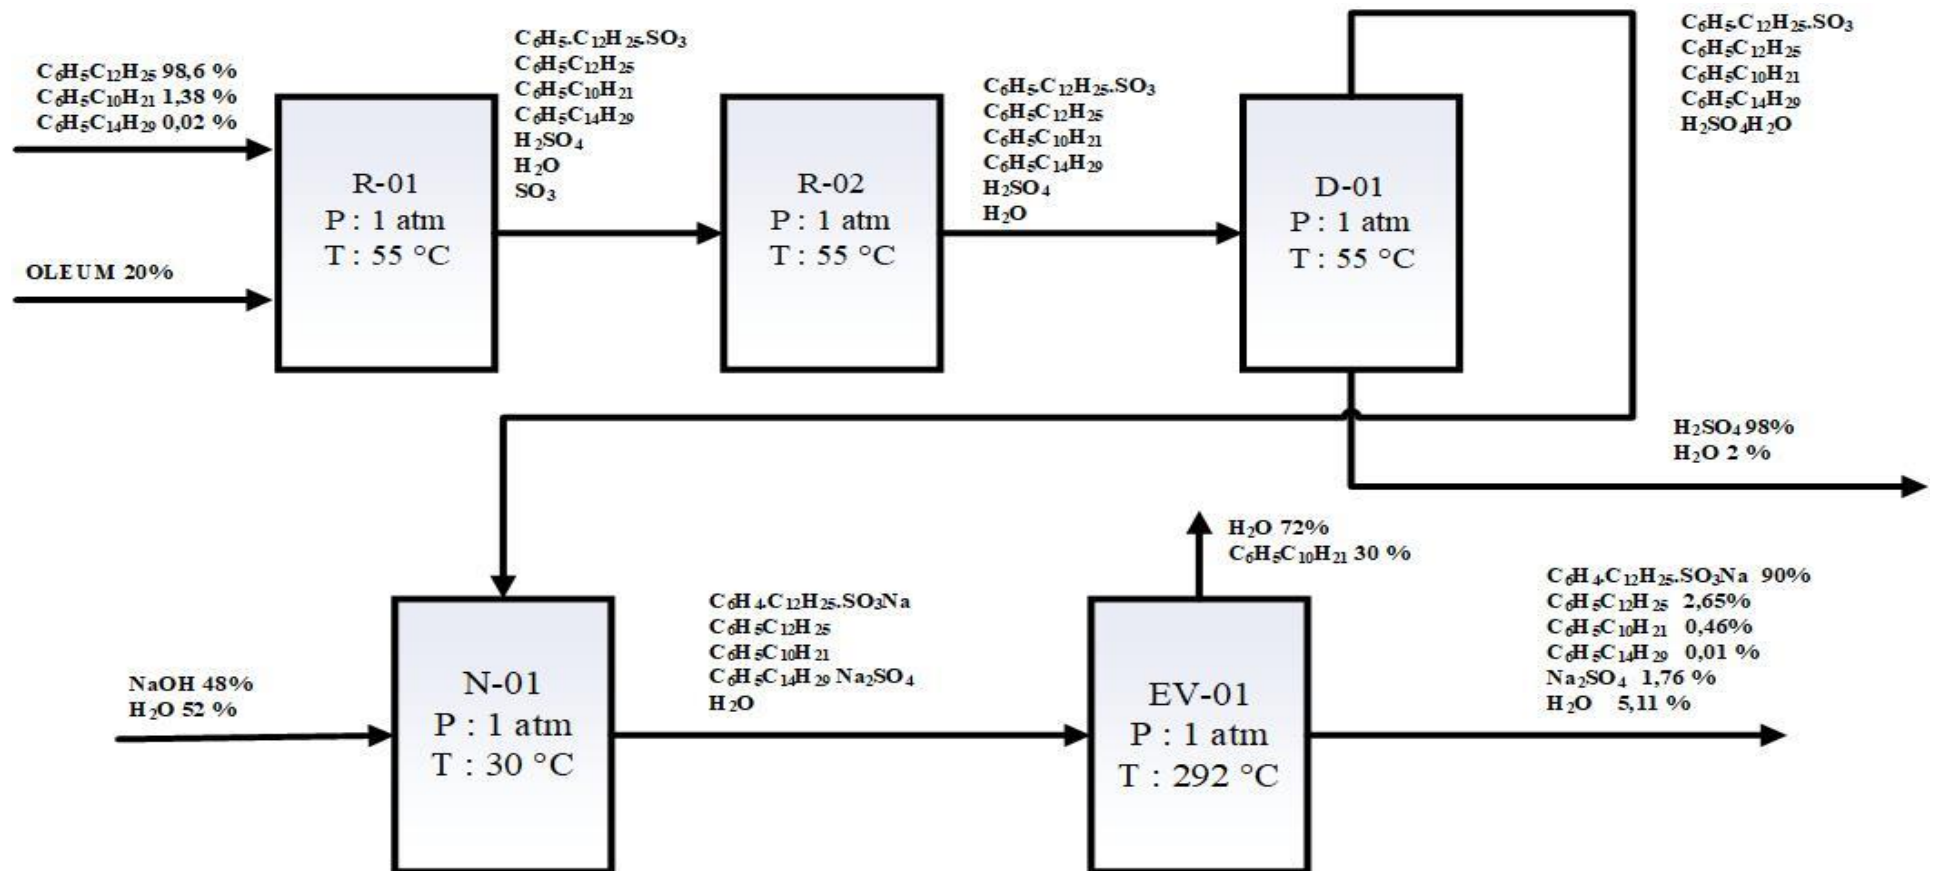 C₆H₅C₁₂H₂₅ 98,6 %
C₆H₅C₁₀H₂₁ 1,38 %
C₆H₅C₁₄H₂₉ 0,02 %
OLEUM 20%
R-01
P : 1 atm
T : 55 °C
C₆H₅.C₁₂H₂₅.SO₃
C₆H₅C₁₂H₂₅
C₆H₅C₁₀H₂₁
C₆H₅C₁₄H₂₉
H₂SO₄
H₂O
SO₃
R-02
P : 1 atm
T : 55 °C
C₆H₅.C₁₂H₂₅.SO₃
C₆H₅C₁₂H₂₅
C₆H₅C₁₀H₂₁
C₆H₅C₁₄H₂₉
H₂SO₄
H₂O
D-01
P : 1 atm
T : 55 °C
C₆H₅.C₁₂H₂₅.SO₃
C₆H₅C₁₂H₂₅
C₆H₅C₁₀H₂₁
C₆H₅C₁₄H₂₉
H₂SO₄H₂O
H₂SO₄ 98%
H₂O 2 %
NaOH 48%
H₂O 52 %
N-01
P : 1 atm
T : 30 °C
C₆H₄.C₁₂H₂₅.SO₃Na
C₆H₅C₁₂H₂₅
C₆H₅C₁₀H₂₁
C₆H₅C₁₄H₂₉ Na₂SO₄
H₂O
EV-01
P : 1 atm
T : 292 °C
H₂O 72%
C₆H₅C₁₀H₂₁ 30 %
C₆H₄.C₁₂H₂₅.SO₃Na 90%
C₆H₅C₁₂H₂₅ 2,65%
C₆H₅C₁₀H₂₁ 0,46%
C₆H₅C₁₄H₂₉ 0,01 %
Na₂SO₄ 1,76 %
H₂O 5,11 %